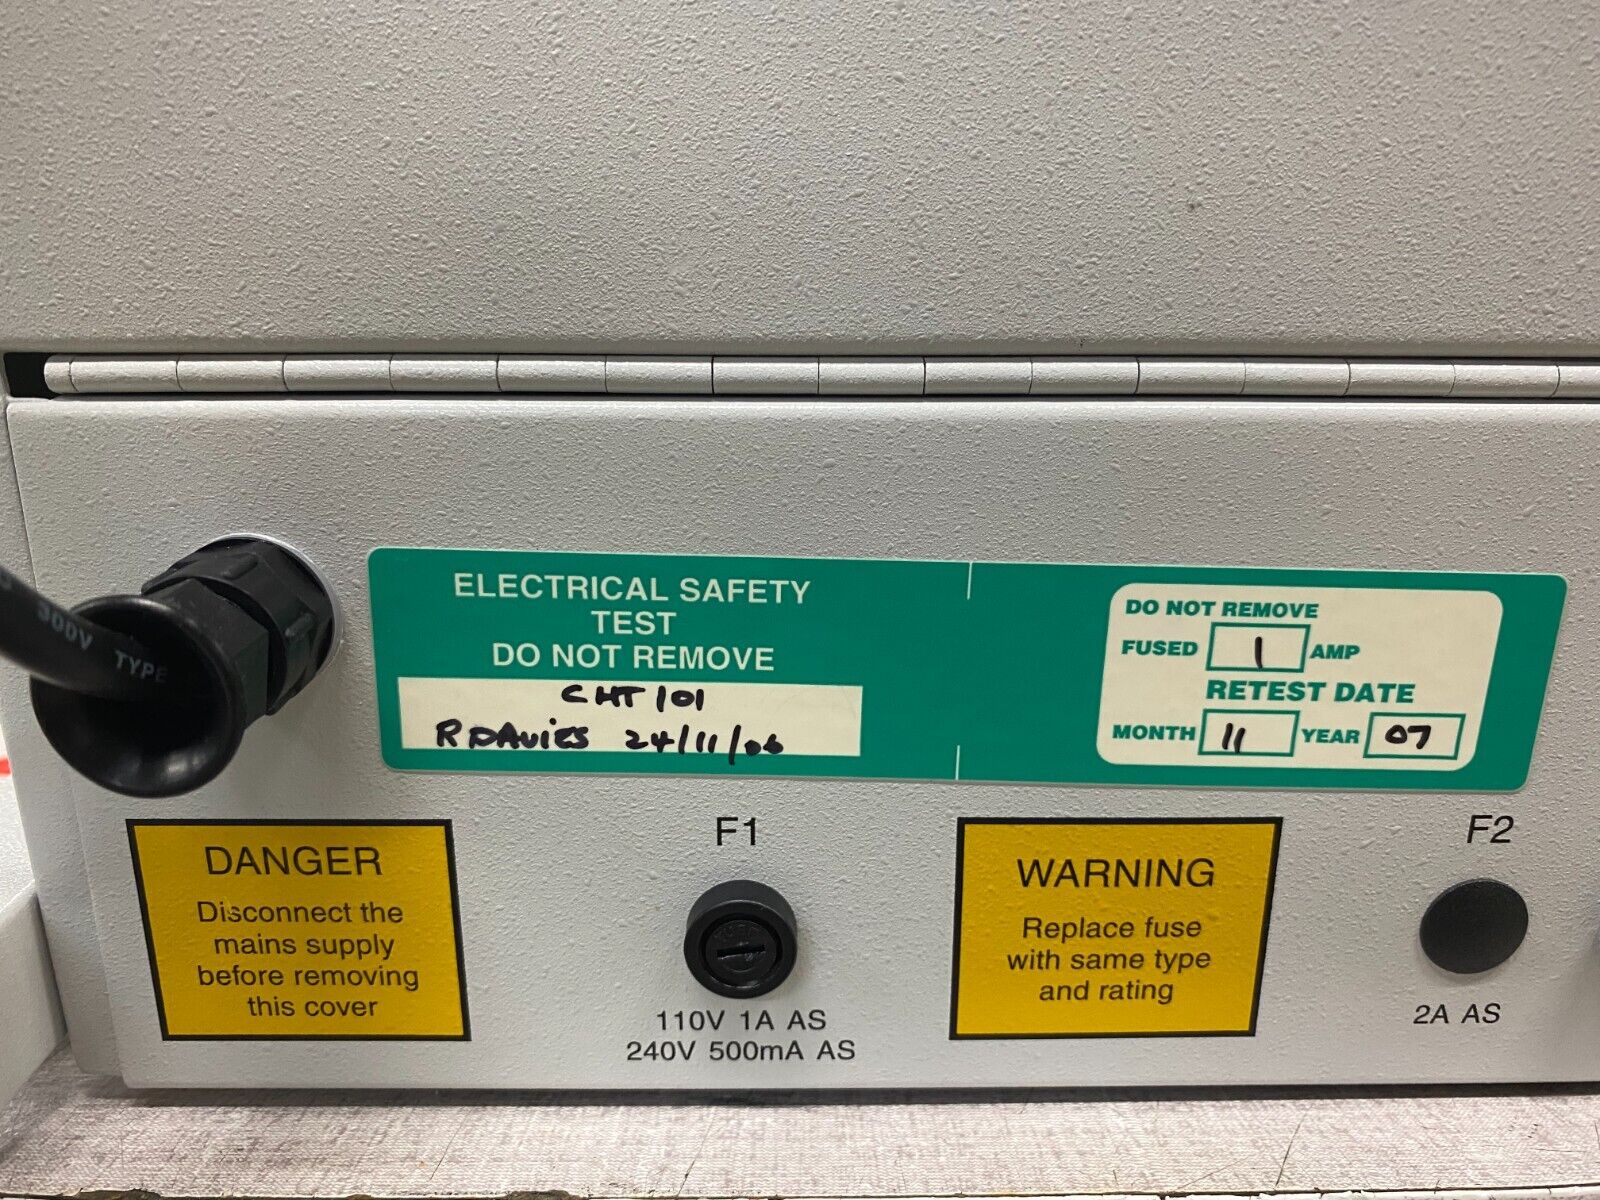 ELECTRICAL SAFETY
TEST
DO NOT REMOVE
CHT 101
R DAVIES 24/11/06
DO NOT REMOVE
FUSED 1 AMP
RETEST DATE
MONTH 11 YEAR 07
300V TYPE
DANGER
Disconnect the
mains supply
before removing
this cover
F1
110V 1A AS
240V 500mA AS
WARNING
Replace fuse
with same type
and rating
F2
2A AS